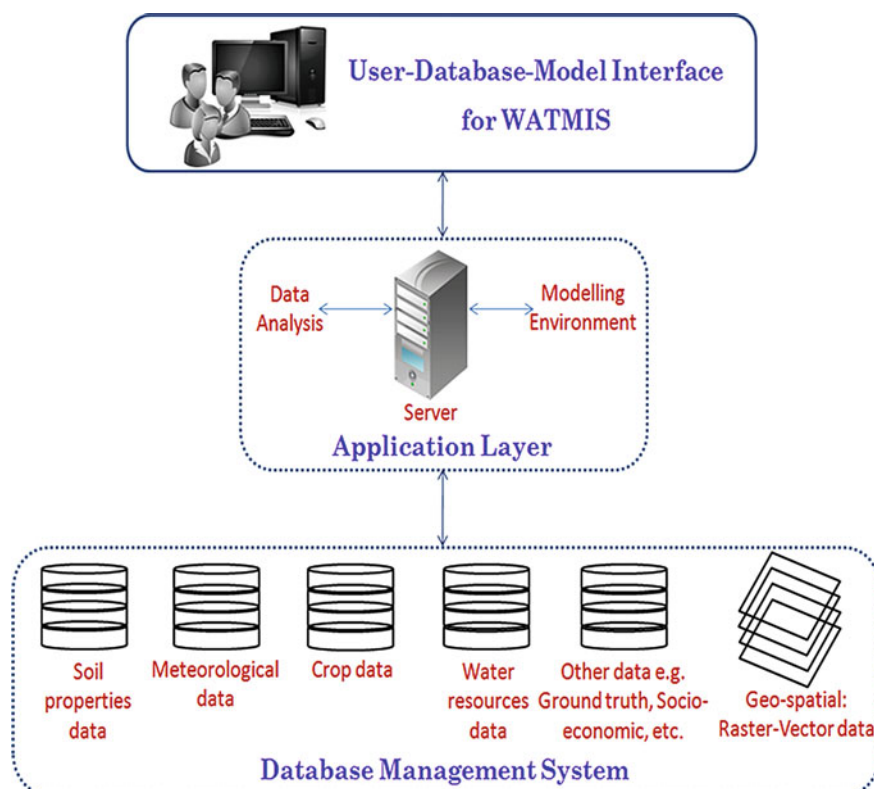 User-Database-Model Interface
for WATMIS
Data
Analysis
Modelling
Environment
Server
Application Layer
Soil
properties
data
Meteorological
data
Crop data
Water
resources
data
Other data e.g.
Ground truth, Socio-
economic, etc.
Geo-spatial:
Raster-Vector data
Database Management System